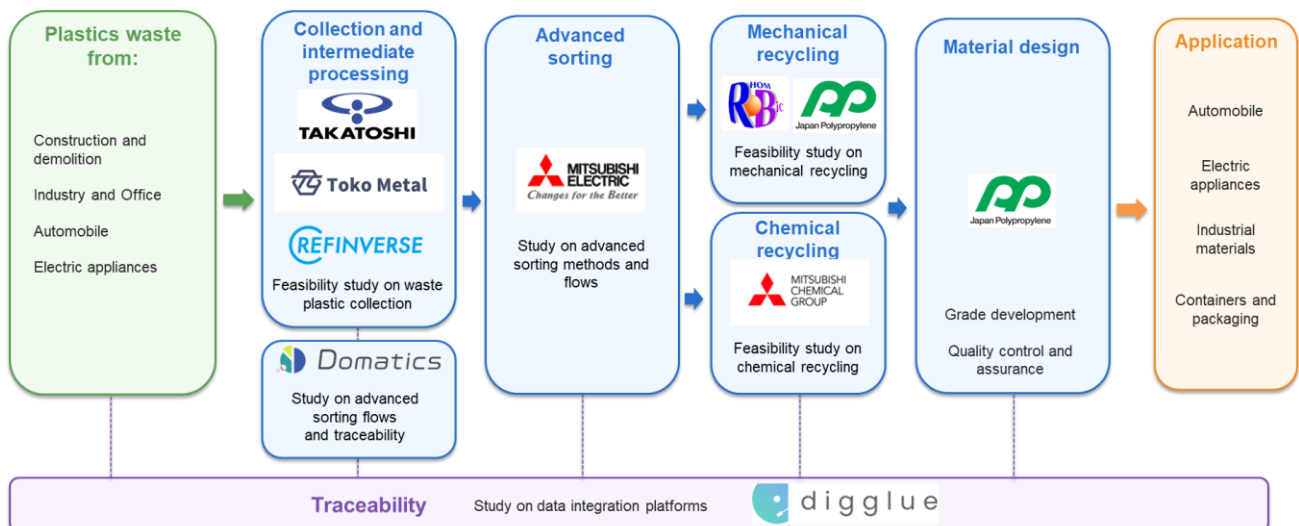 Plastics waste
from:
Construction and
demolition
Industry and Office
Automobile
Electric appliances
Collection and
intermediate
processing
TAKATOSHI
Toko Metal
REFINVERSE
Feasibility study on waste
plastic collection
Domatics
Study on advanced
sorting flows
and traceability
Advanced
sorting
MITSUBISHI
ELECTRIC
Changes for the Better
Study on advanced
sorting methods and
flows
Mechanical
recycling
RHOMBic
Japan Polypropylene
Feasibility study on
mechanical recycling
Chemical
recycling
MITSUBISHI
CHEMICAL
GROUP
Feasibility study on
chemical recycling
Material design
Japan Polypropylene
Grade development
Quality control and
assurance
Application
Automobile
Electric
appliances
Industrial
materials
Containers and
packaging
Traceability
Study on data integration platforms
digglue